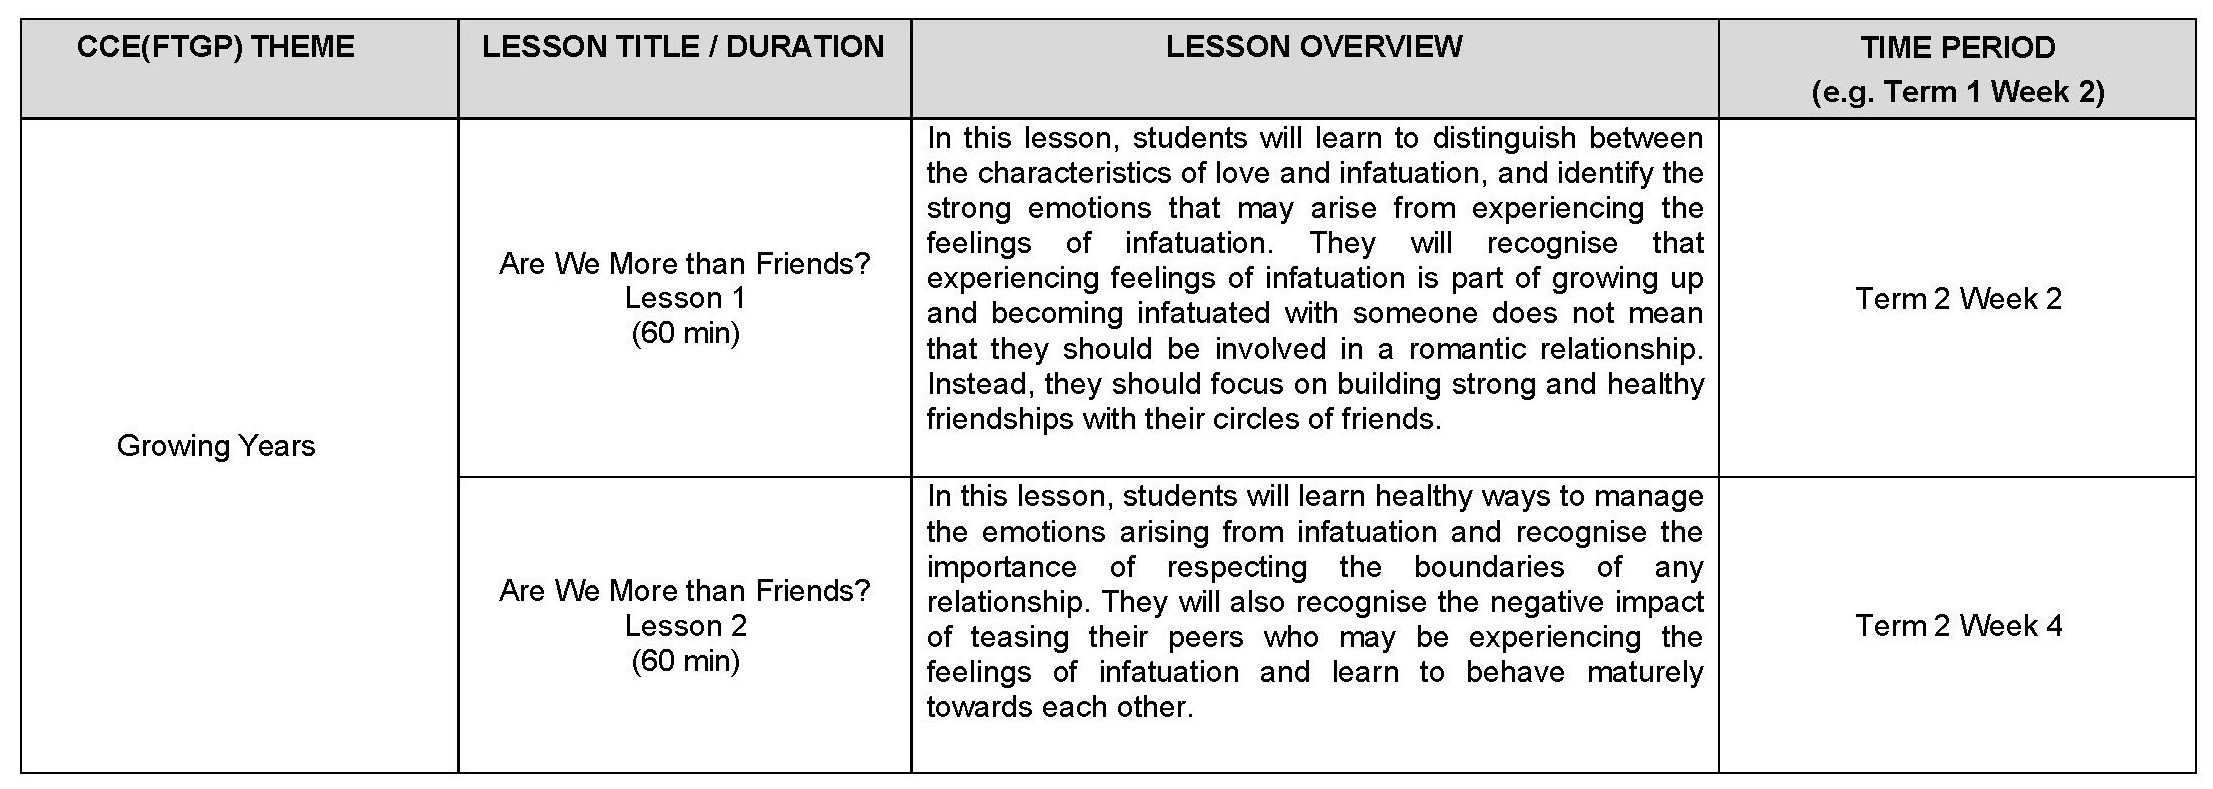 CCE(FTGP) THEME
LESSON TITLE / DURATION
LESSON OVERVIEW
TIME PERIOD
(e.g. Term 1 Week 2)
Growing Years
Are We More than Friends?
Lesson 1
(60 min)
In this lesson, students will learn to distinguish between
the characteristics of love and infatuation, and identify the
strong emotions that may arise from experiencing the
feelings of infatuation. They will recognise that
experiencing feelings of infatuation is part of growing up
and becoming infatuated with someone does not mean
that they should be involved in a romantic relationship.
Instead, they should focus on building strong and healthy
friendships with their circles of friends.
Term 2 Week 2
Are We More than Friends?
Lesson 2
(60 min)
In this lesson, students will learn healthy ways to manage
the emotions arising from infatuation and recognise the
importance of respecting the boundaries of any
relationship. They will also recognise the negative impact
of teasing their peers who may be experiencing the
feelings of infatuation and learn to behave maturely
towards each other.
Term 2 Week 4